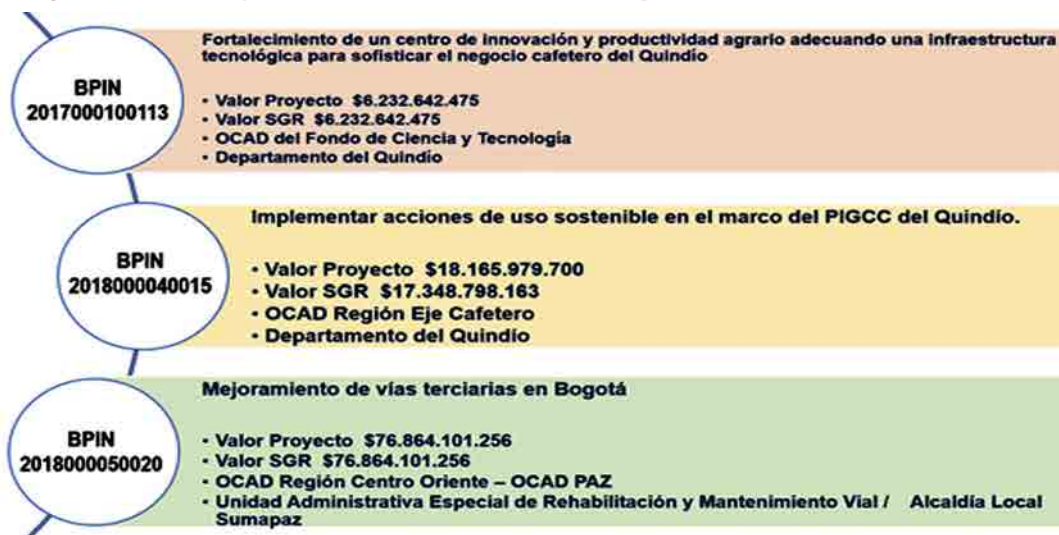 BPIN
2017000100113
Fortalecimiento de un centro de innovación y productividad agrario adecuando una infraestructura
tecnológica para sofisticar el negocio cafetero del Quindío
• Valor Proyecto $6.232.642.475
• Valor SGR $6.232.642.475
• OCAD del Fondo de Ciencia y Tecnología
• Departamento del Quindío
BPIN
2018000040015
Implementar acciones de uso sostenible en el marco del PIGCC del Quindío.
• Valor Proyecto $18.165.979.700
• Valor SGR $17.348.798.163
• OCAD Región Eje Cafetero
• Departamento del Quindío
BPIN
2018000050020
Mejoramiento de vías terciarias en Bogotá
• Valor Proyecto $76.864.101.256
• Valor SGR $76.864.101.256
• OCAD Región Centro Oriente – OCAD PAZ
• Unidad Administrativa Especial de Rehabilitación y Mantenimiento Vial / Alcaldía Local
Sumapaz